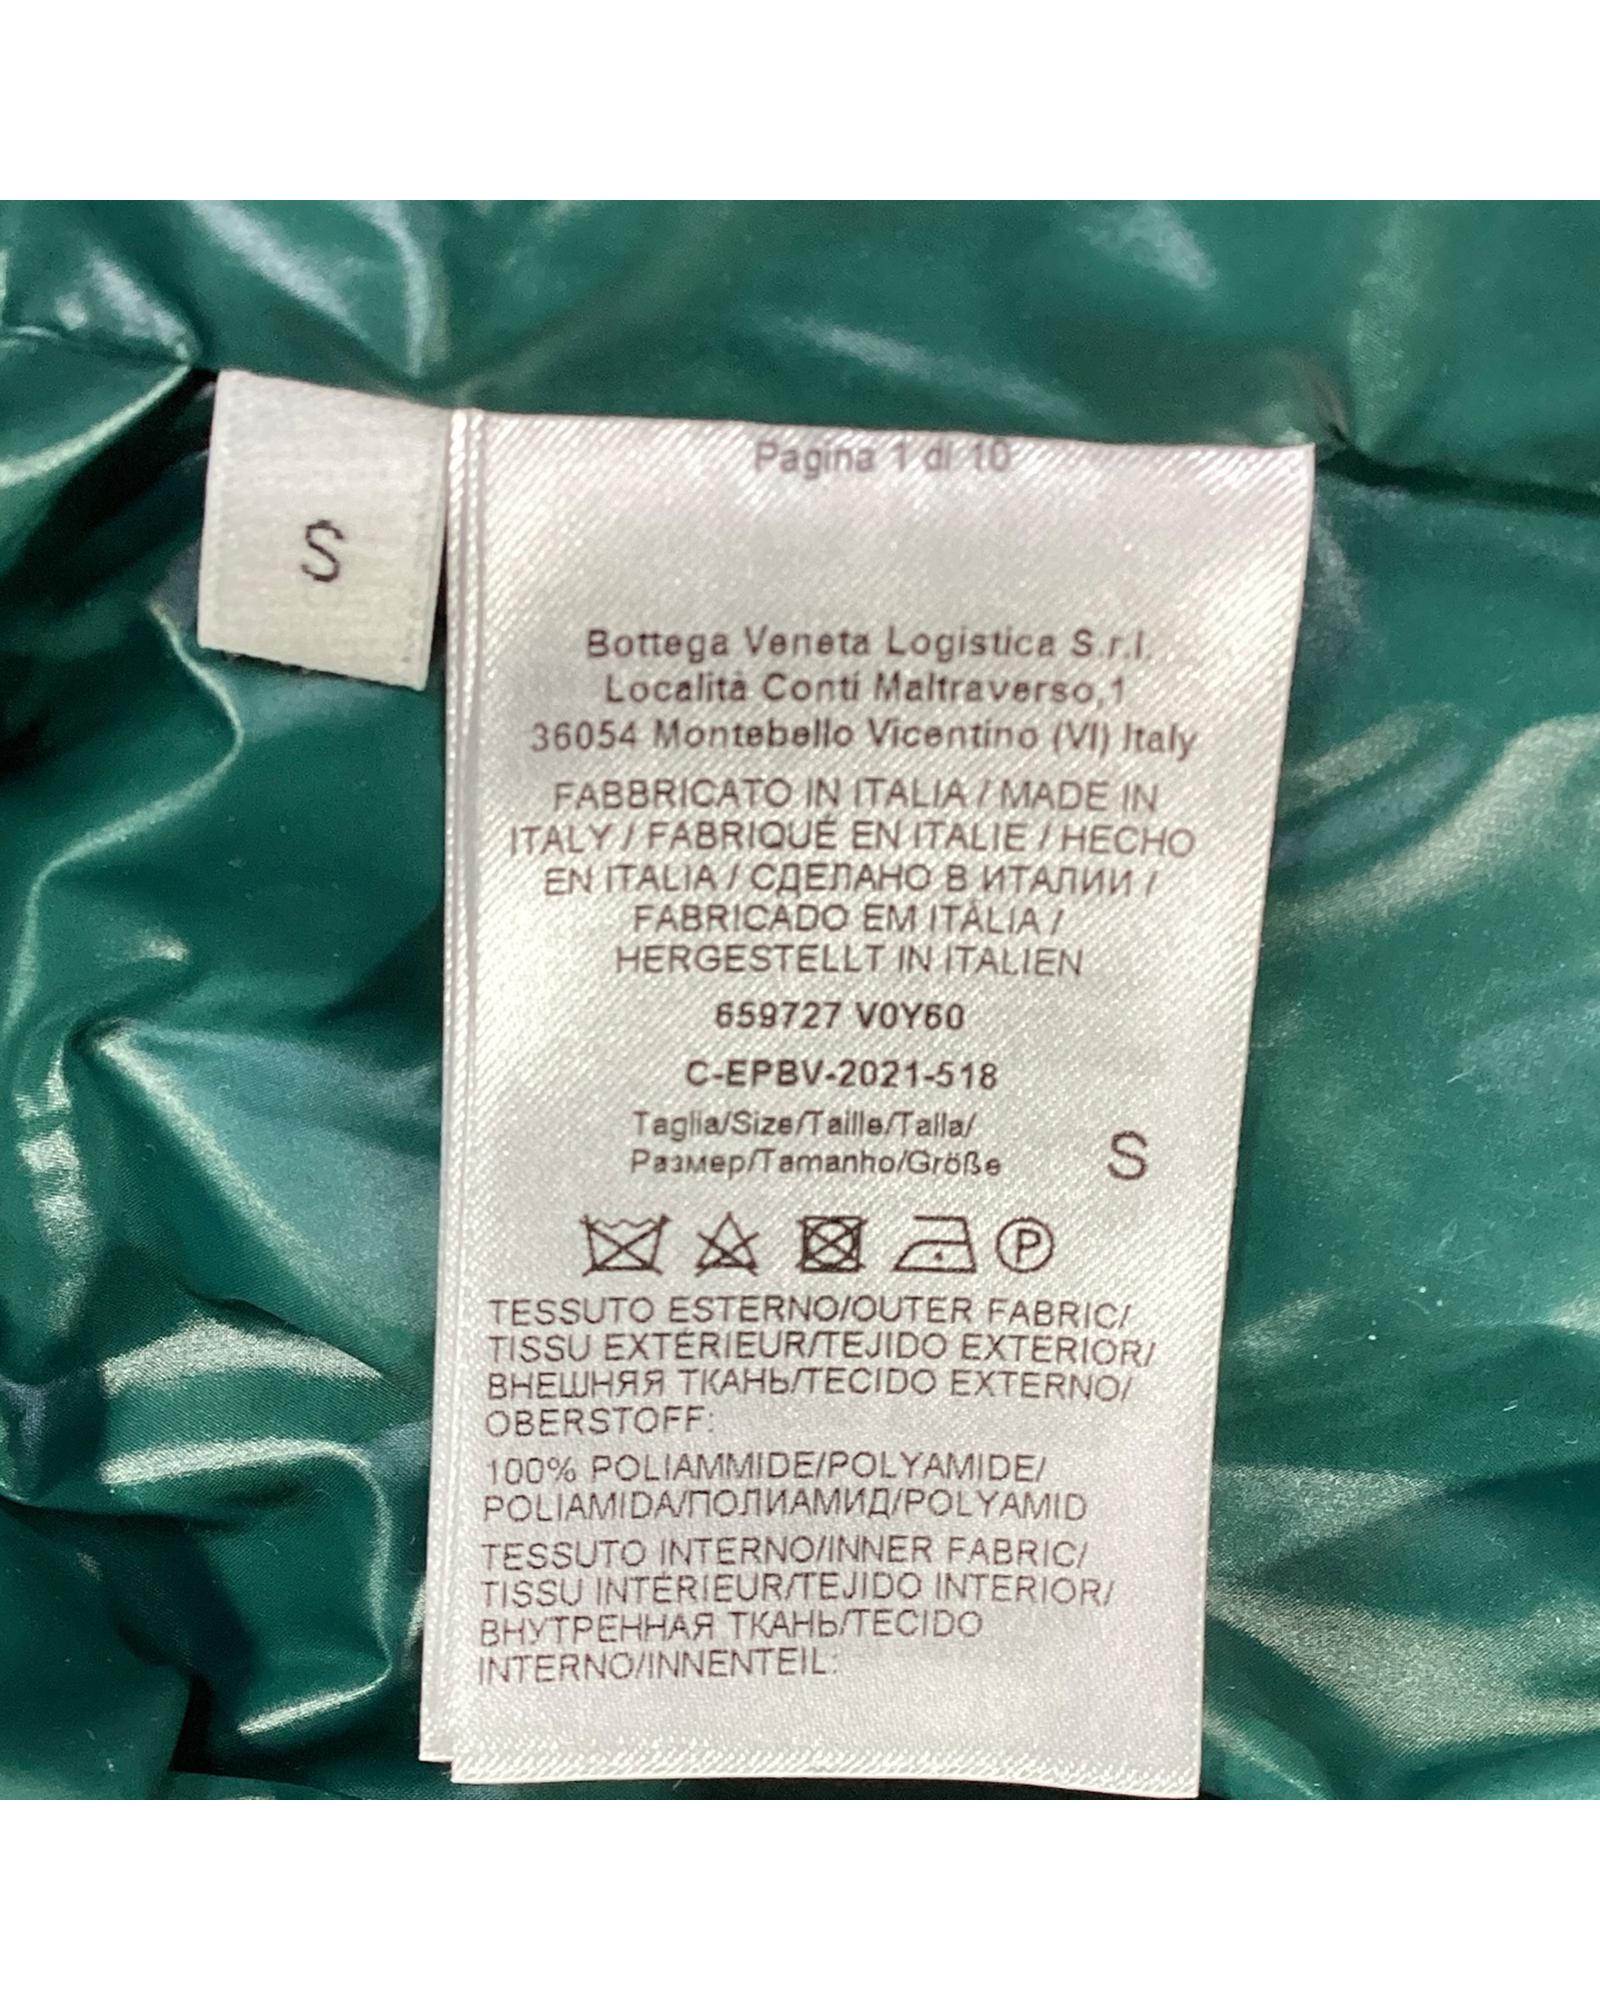 S
Pagina 1 di 10
Bottega Veneta Logistica S.r.l.
Località Conti Maltraverso,1
36054 Montebello Vicentino (VI) Italy
FABBRICATO IN ITALIA / MADE IN
ITALY / FABRIQUÉ EN ITALIE / HECHO
EN ITALIA / СДЕЛАНО В ИТАЛИИ /
FABRICADO EM ITÁLIA /
HERGESTELLT IN ITALIEN
659727 V0Y60
C-EPBV-2021-518
Taglia/Size/Taille/Talla/
Размер/Tamanho/Größe
S
P
TESSUTO ESTERNO/OUTER FABRIC/
TISSU EXTÉRIEUR/TEJIDO EXTERIOR/
ВНЕШНЯЯ ТКАНЬ/TECIDO EXTERNO/
OBERSTOFF:
100% POLIAMMIDE/POLYAMIDE/
POLIAMIDA/ПОЛИАМИД/POLYAMID
TESSUTO INTERNO/INNER FABRIC/
TISSU INTÉRIEUR/TEJIDO INTERIOR/
ВНУТРЕННАЯ ТКАНЬ/TECIDO
INTERNO/INNENTEIL: